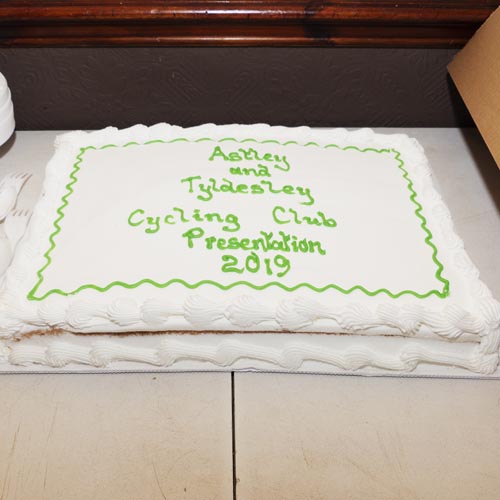 Astley
and
Tyldesley
Cycling Club
Presentation
2019